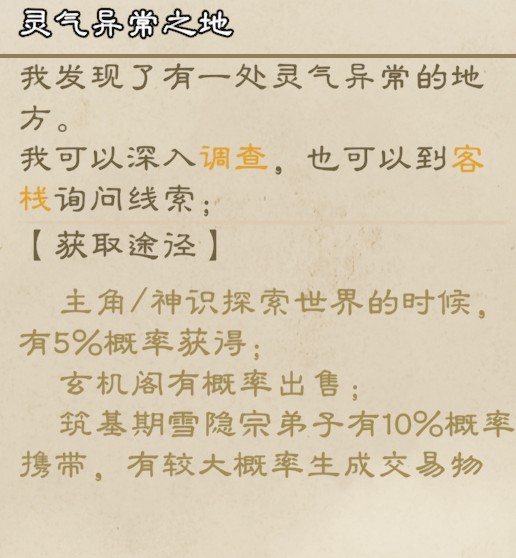 灵气异常之地
我发现了有一处灵气异常的地
方。
我可以深入调查，也可以到客
栈询问线索；
【获取途径】
主角/神识探索世界的时候，
有5%概率获得；
玄机阁有概率出售；
筑基期雪隐宗弟子有10%概率
携带，有较大概率生成交易物